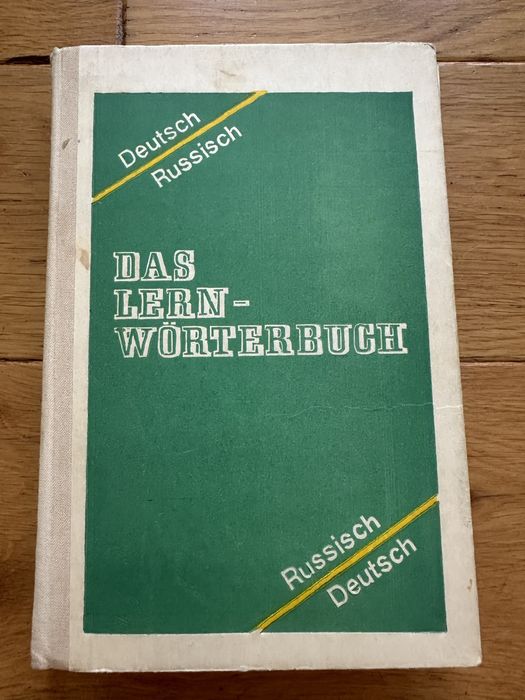 Deutsch
Russisch
DAS
LERN-
WÖRTERBUCH
Russisch
Deutsch